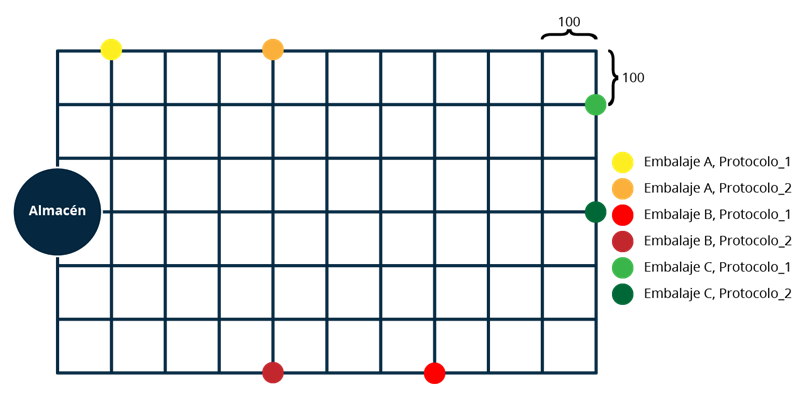 100
100
Almacén
Embalaje A, Protocolo_1
Embalaje A, Protocolo_2
Embalaje B, Protocolo_1
Embalaje B, Protocolo_2
Embalaje C, Protocolo_1
Embalaje C, Protocolo_2